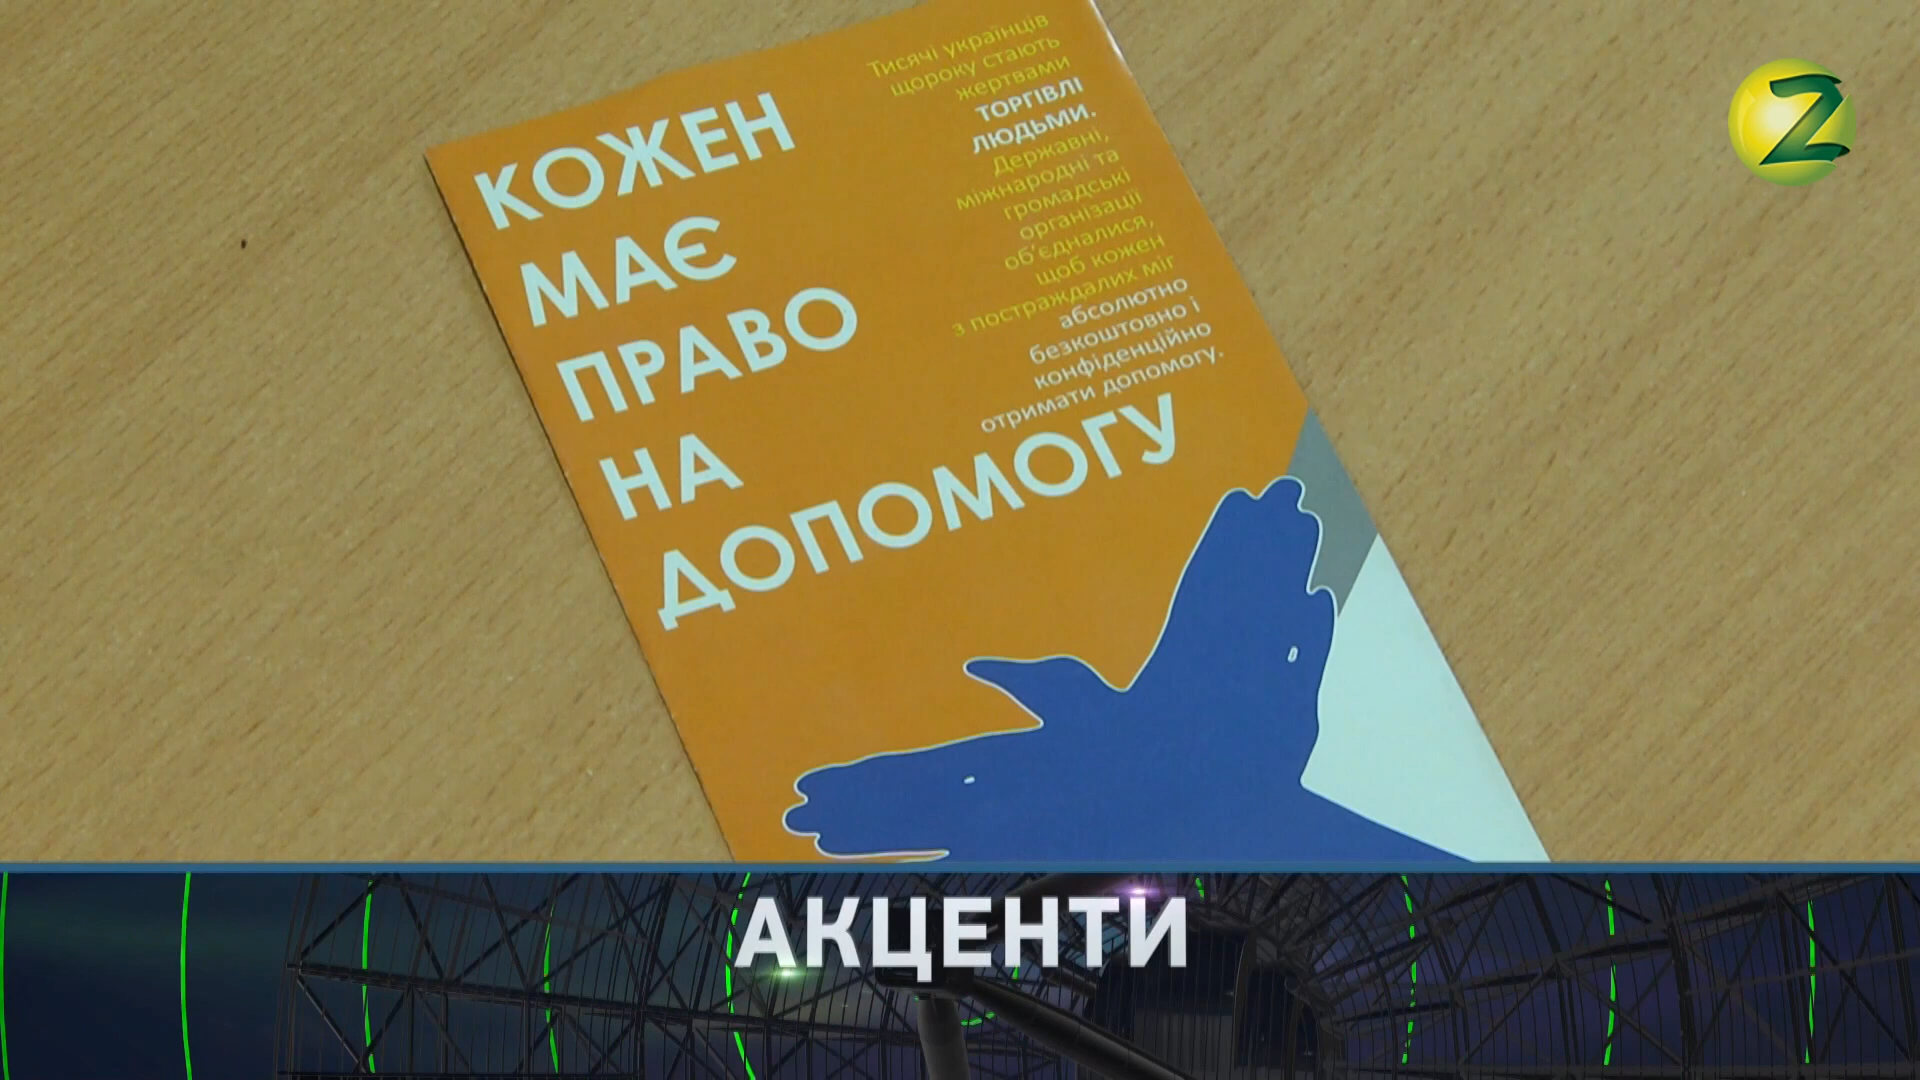 КОЖЕН
МАЄ
ПРАВО
НА
ДОПОМОГУ
Тисячі українців
щороку стають
жертвами
ТОРГІВЛІ
ЛЮДЬМИ.
Державні,
міжнародні та
громадські
організації
об'єдналися,
щоб кожен
з постраждалих міг
абсолютно
безкоштовно і
конфіденційно
отримати допомогу.
Z
АКЦЕНТИ